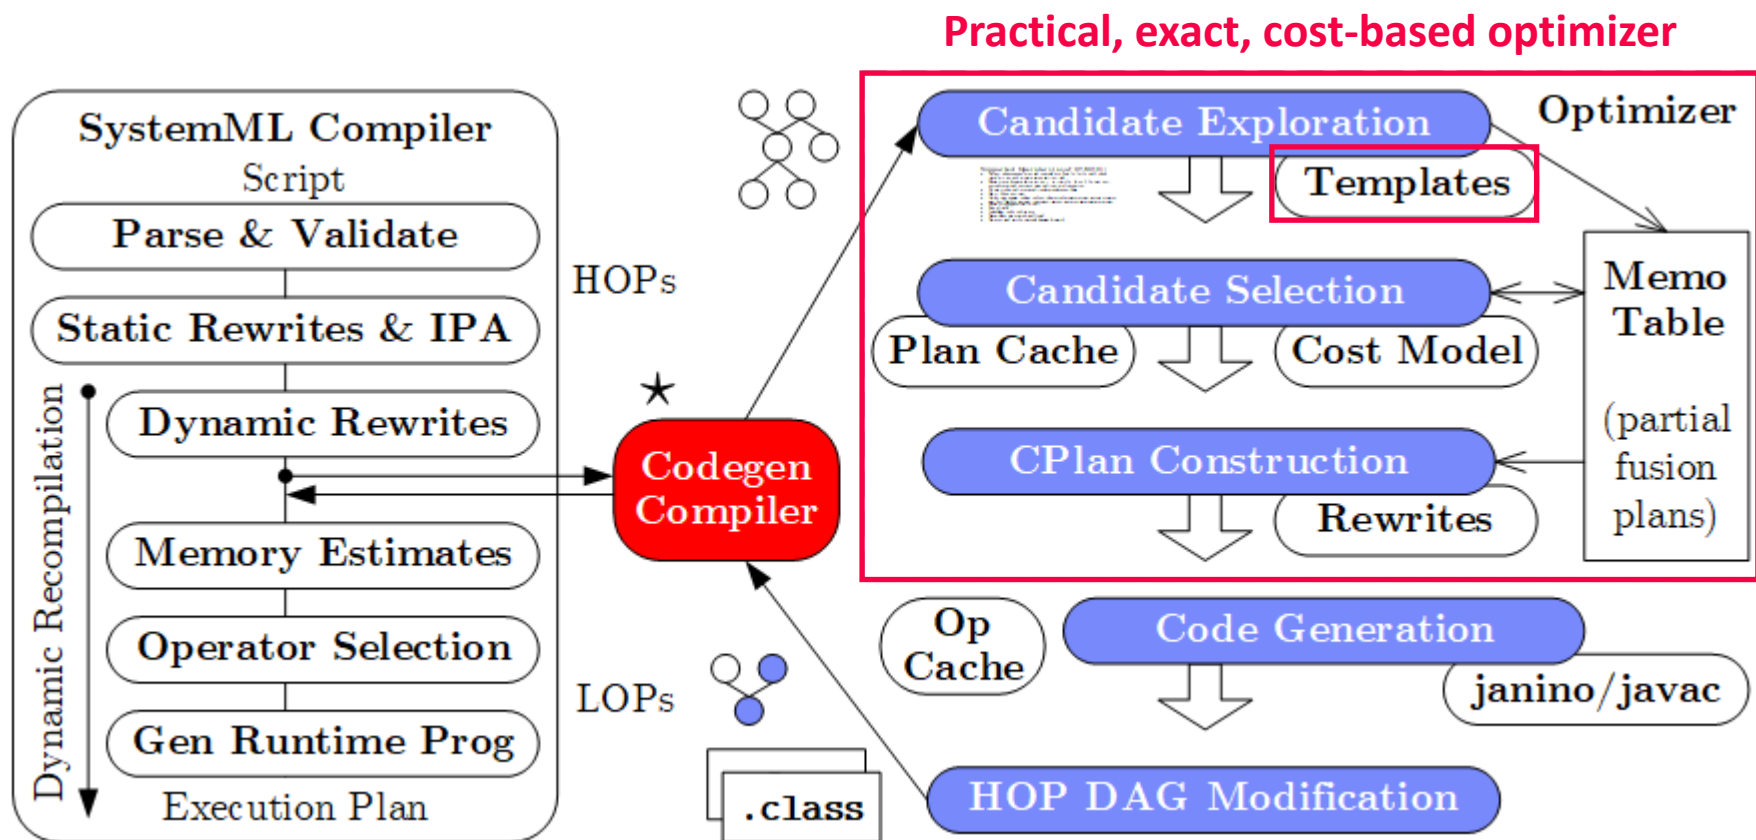 Practical, exact, cost-based optimizer
SystemML Compiler
Script
Parse & Validate
Static Rewrites & IPA
Dynamic Rewrites
Memory Estimates
Operator Selection
Gen Runtime Prog
Execution Plan
Dynamic Recompilation
HOPs
LOPs
Codegen
Compiler
.class
Optimizer
Candidate Exploration
Templates
Candidate Selection
Plan Cache
Cost Model
CPlan Construction
Rewrites
Memo
Table
(partial
fusion
plans)
Op
Cache
Code Generation
janino/javac
HOP DAG Modification